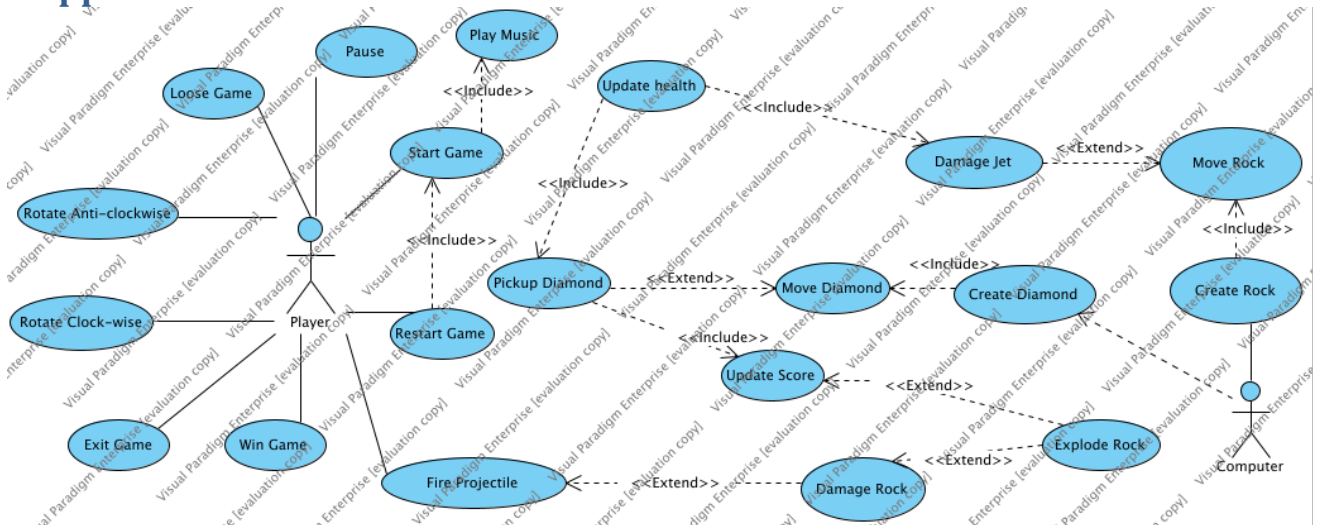 Pause
Play Music
Loose Game
<<Include>>
Update health
<<Include>>
Start Game
Damage Jet
<<Extend>>
Move Rock
Rotate Anti-clockwise
<<Include>>
<<Include>>
<<Include>>
Pickup Diamond
<<Extend>>
Move Diamond
<<Include>>
Create Diamond
Create Rock
Rotate Clock-wise
Player
Restart Game
<<Include>>
Update Score
<<Extend>>
Exit Game
Win Game
Explode Rock
<<Extend>>
Computer
Fire Projectile
<<Extend>>
Damage Rock
Visual Paradigm Enterprise [evaluation copy]